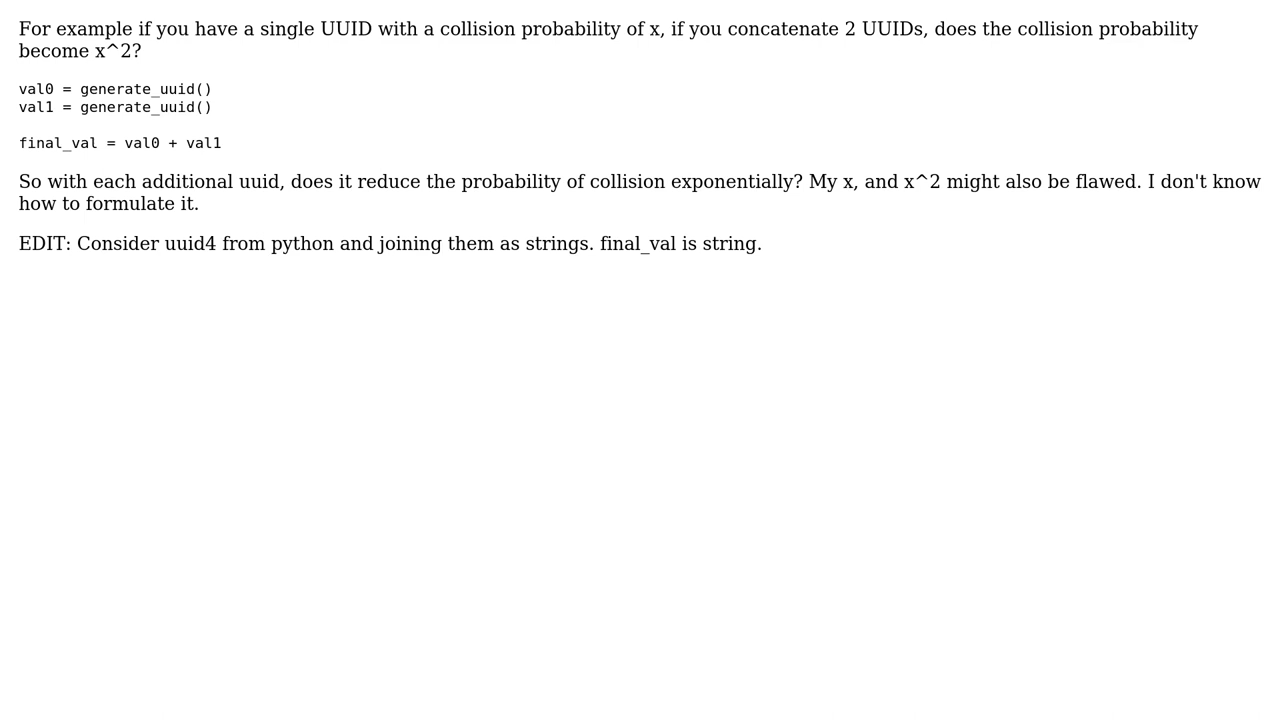 For example if you have a single UUID with a collision probability of x, if you concatenate 2 UUIDs, does the collision probability
become x^2?
val0 = generate_uuid()
val1 = generate_uuid()
final_val = val0 + val1
So with each additional uuid, does it reduce the probability of collision exponentially? My x, and x^2 might also be flawed. I don't know
how to formulate it.
EDIT: Consider uuid4 from python and joining them as strings. final_val is string.